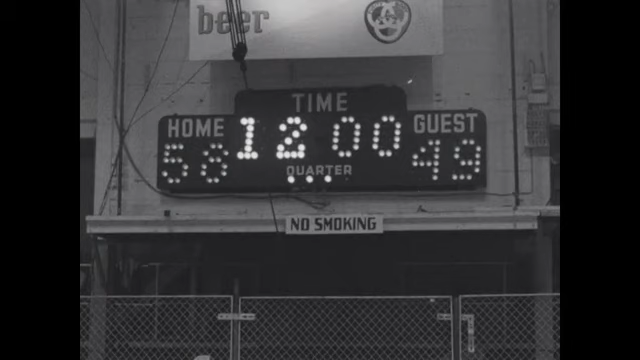 beer
TIME
HOME
12 00
GUEST
58
QUARTER
49
NO SMOKING